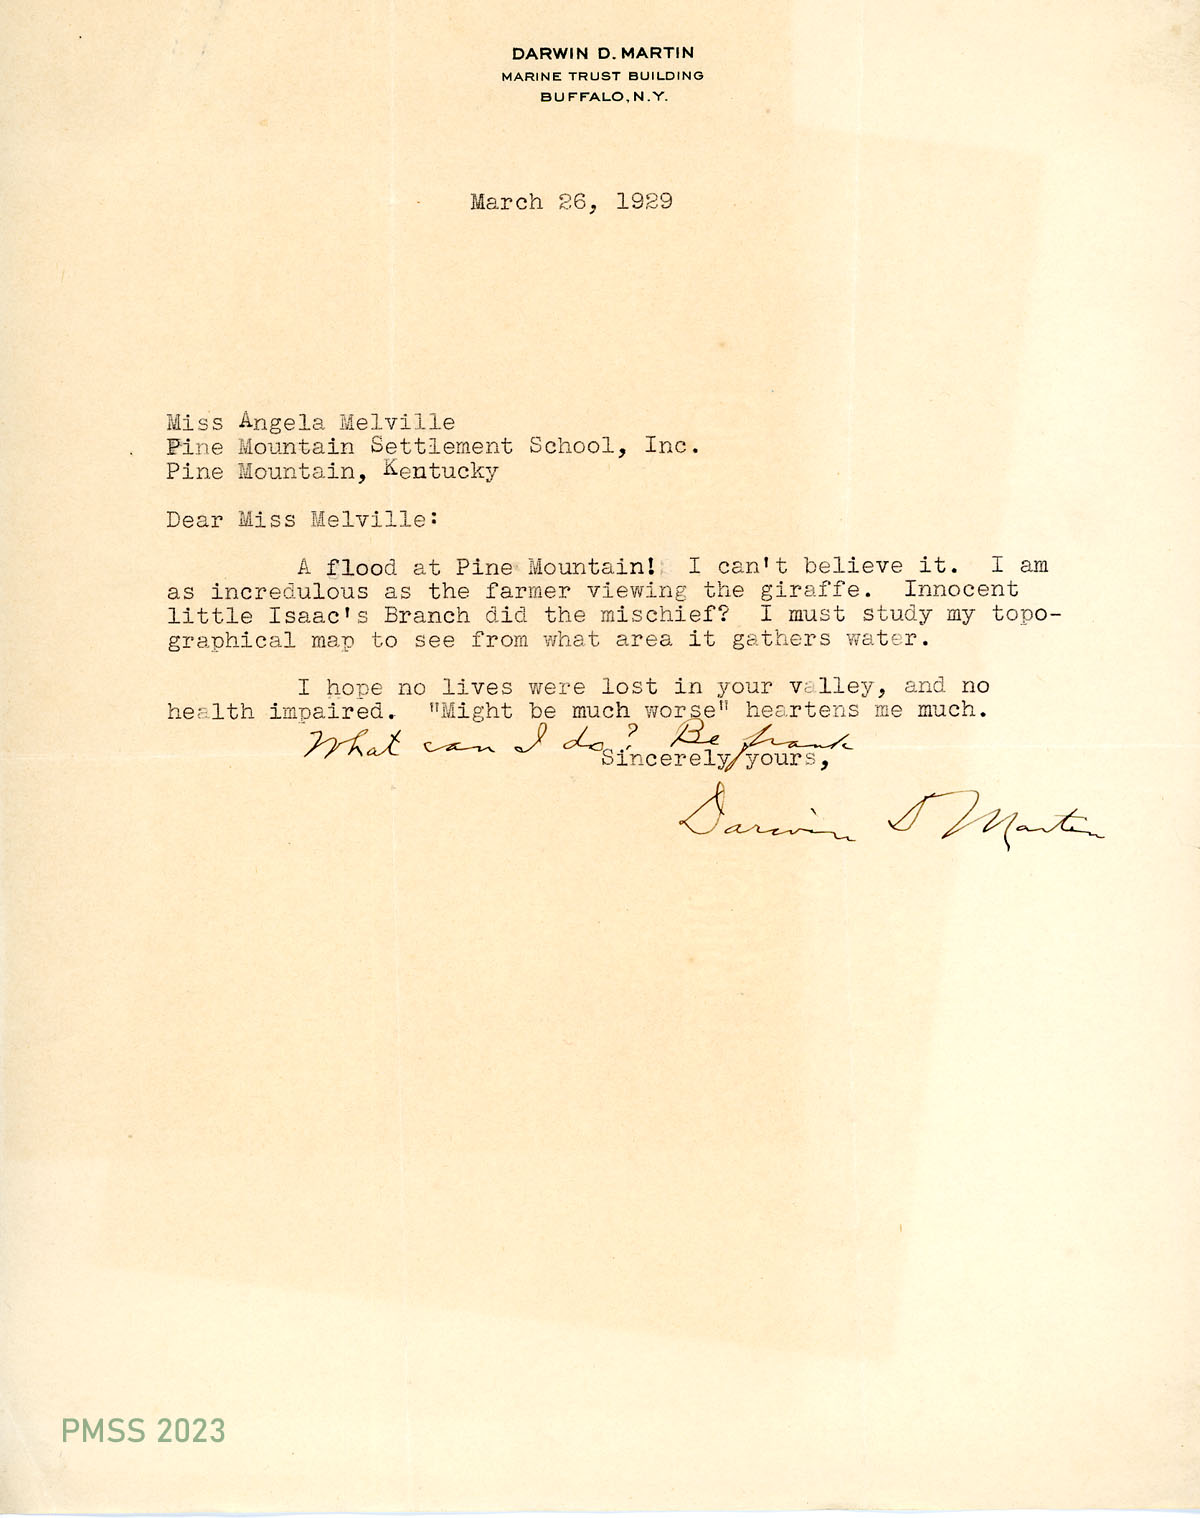 DARWIN D. MARTIN
MARINE TRUST BUILDING
BUFFALO, N.Y.
March 26, 1929
Miss Angela Melville
Pine Mountain Settlement School, Inc.
Pine Mountain, Kentucky
Dear Miss Melville:
A flood at Pine Mountain! I can't believe it. I am
as incredulous as the farmer viewing the giraffe. Innocent
little Isaac's Branch did the mischief? I must study my topo-
graphical map to see from what area it gathers water.
I hope no lives were lost in your valley, and no
health impaired. "Might be much worse" heartens me much.
What can I do? Be frank
Sincerely yours,
Darwin D Martin
PMSS 2023